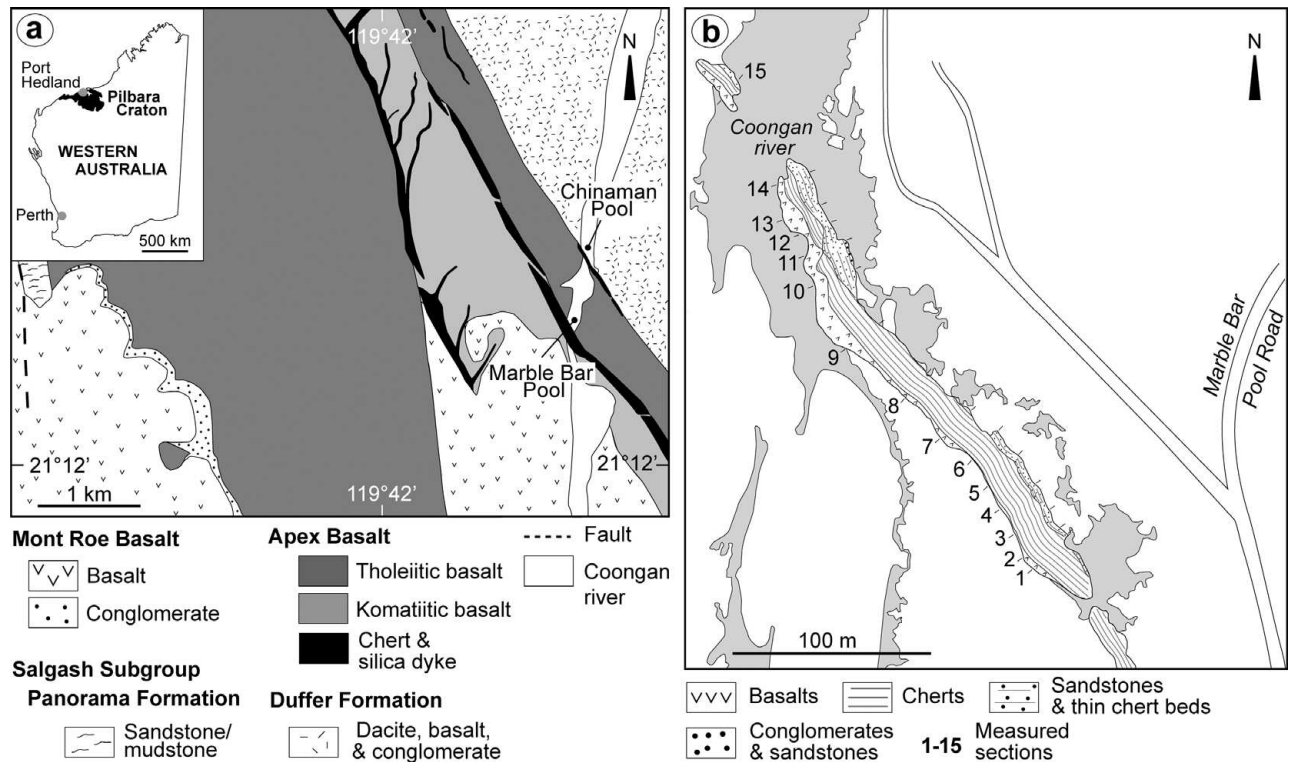 a
119°42'
N
Port
Hedland
Pilbara
Craton
WESTERN
AUSTRALIA
Perth
500 km
Chinaman
Pool
Marble Bar
Pool
21°12'
21°12'
1 km
119°42'
Mont Roe Basalt
Basalt
Conglomerate
Salgash Subgroup
Panorama Formation
Sandstone/
mudstone
Apex Basalt
Tholeiitic basalt
Komatiitic basalt
Chert &
silica dyke
Duffer Formation
Dacite, basalt,
& conglomerate
Fault
Coongan
river
b
N
15
Coongan
river
14
13
12
11
10
9
8
7
6
5
4
3
2
1
Marble Bar
Pool Road
100 m
Basalts
Cherts
Sandstones
& thin chert beds
Conglomerates
& sandstones
1-15 Measured
sections